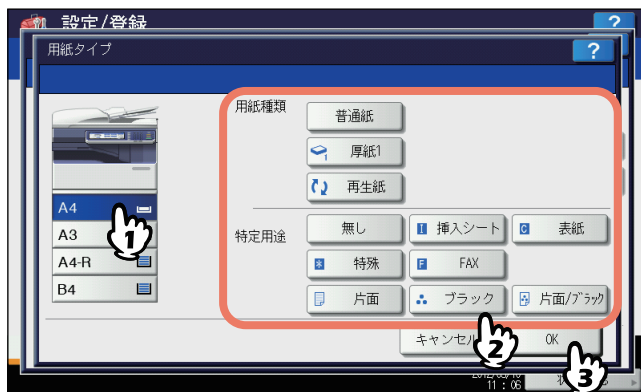 設定/登録
?
用紙タイプ
?
用紙種類
普通紙
厚紙1
再生紙
A4
A3
A4-R
B4
1
特定用途
無し
I 挿入シート
C 表紙
特殊
F FAX
片面
ブラック
片面/ブラック
キャンセル
OK
2
3
11 : 06